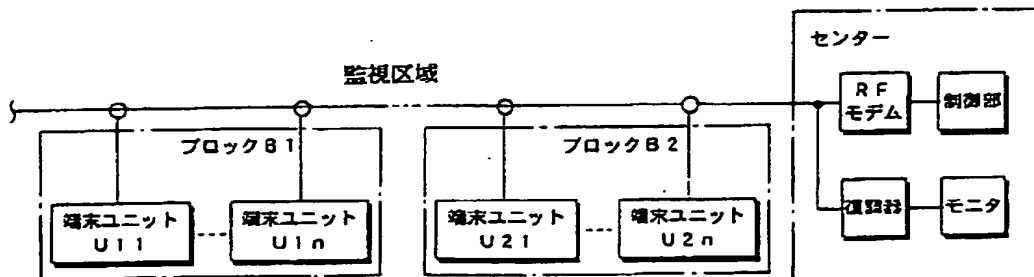 センター
監視区域
RF
モデム
制御部
ブロックB1
ブロックB2
端末ユニット
U11
端末ユニット
U1n
端末ユニット
U21
端末ユニット
U2n
モニタ